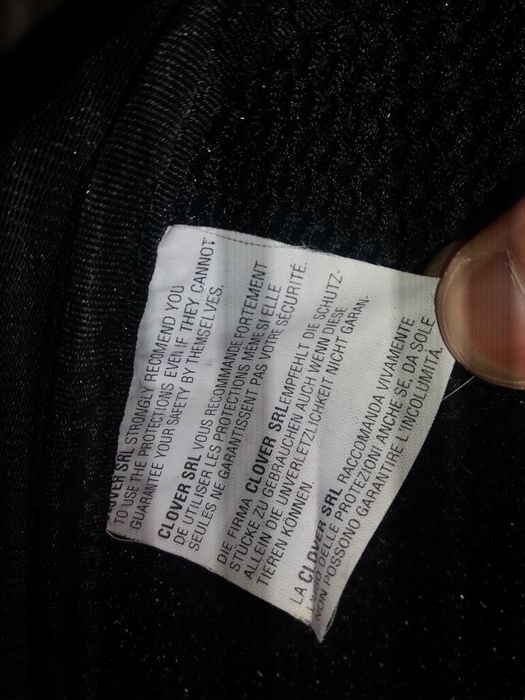 CLOVER SRL STRONGLY RECOMMEND YOU
TO USE THE PROTECTIONS EVEN IF THEY CANNOT
GUARANTEE YOUR SAFETY BY THEMSELVES.
CLOVER SRL VOUS RECOMMANDE FORTEMENT
DE UTILISER LES PROTECTIONS MEME SI ELLE
SEULES NE GARANTISSENT PAS VOTRE SÉCURITÉ.
DIE FIRMA CLOVER SRL EMPFIEHLT DIE SCHUTZ-
STÜCKE ZU GEBRAUCHEN AUCH WENN DIESE
ALLEIN DIE UNVERLETZLICHKEIT NICHT GARAN-
TIEREN KÖNNEN.
LA CLOVER SRL RACCOMANDA VIVAMENTE
DELLE PROTEZIONI ANCHE SE, DA SOLE
NON POSSONO GARANTIRE L'INCOLUMITÀ.